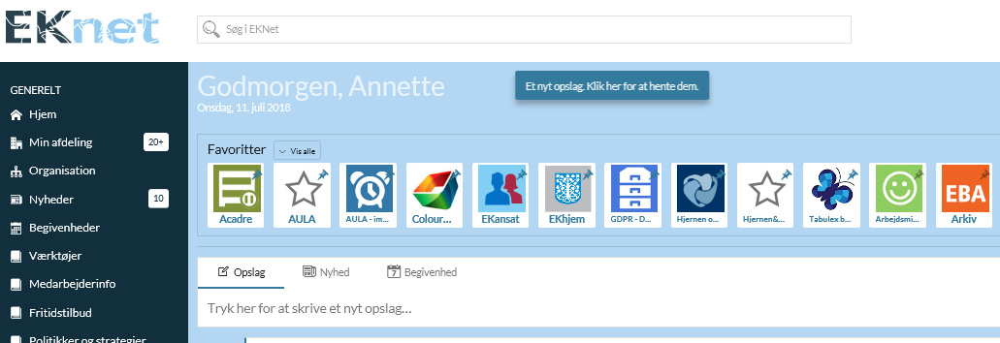 EKnet
Søg i EKNet
GENERELT
Hjem
Min afdeling 20+
Organisation
Nyheder 10
Begivenheder
Værktøjer
Medarbejderinfo
Fritidstilbud
Politikker og strategier
Godmorgen, Annette
Onsdag, 11. juli 2018
Et nyt opslag. Klik her for at hente dem.
Favoritter Vis alle
Acadre
AULA
AULA - im...
Colour...
EKansat
EKhjem
GDPR - D...
Hjernen o...
Hjernen&...
Tabulex b...
Arbejdsmi...
EBA
Arkiv
Opslag
Nyhed
7
Begivenhed
Tryk her for at skrive et nyt opslag...